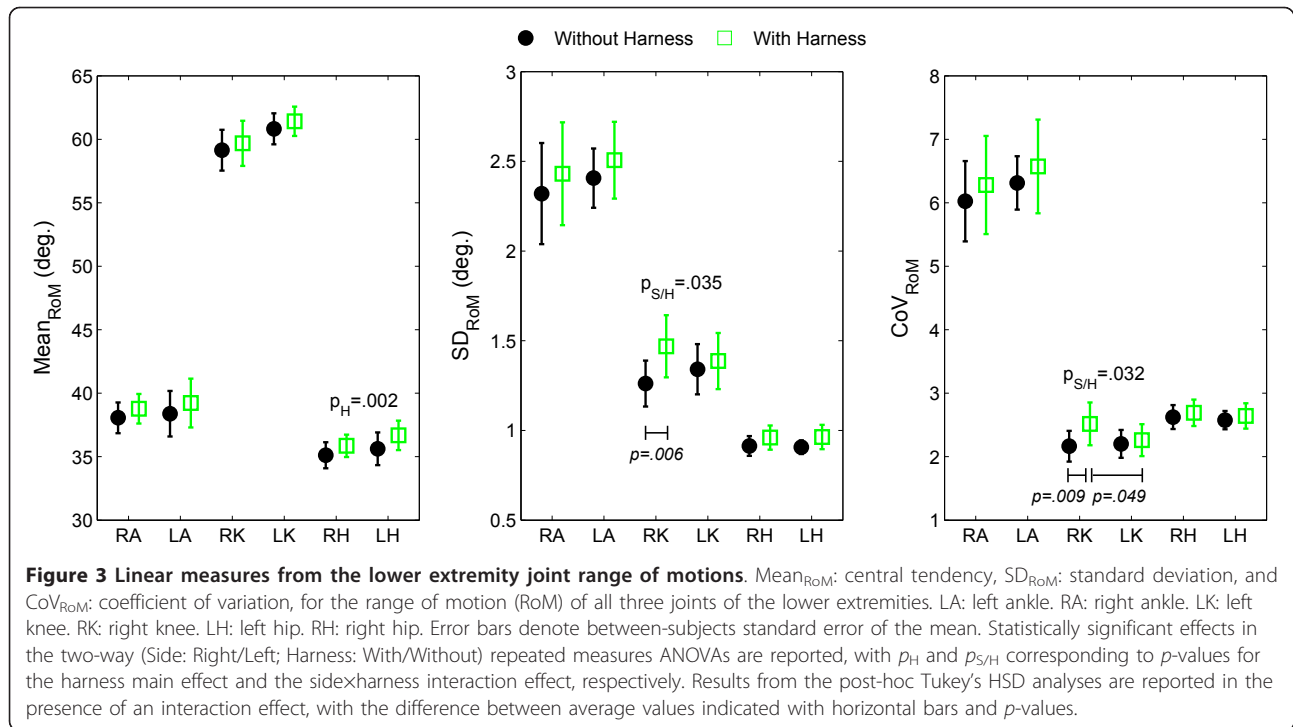 Without Harness With Harness
65
60
55
50
45
40
35
30
Mean_RoM (deg.)
p_H=.002
RA LA RK LK RH LH
3
2.5
2
1.5
1
0.5
SD_RoM (deg.)
p_S/H=.035
p=.006
RA LA RK LK RH LH
8
7
6
5
4
3
2
1
CoV_RoM
p_S/H=.032
p=.009 p=.049
RA LA RK LK RH LH
Figure 3 Linear measures from the lower extremity joint range of motions. Mean_RoM: central tendency, SD_RoM: standard deviation, and
CoV_RoM: coefficient of variation, for the range of motion (RoM) of all three joints of the lower extremities. LA: left ankle. RA: right ankle. LK: left
knee. RK: right knee. LH: left hip. RH: right hip. Error bars denote between-subjects standard error of the mean. Statistically significant effects in
the two-way (Side: Right/Left; Harness: With/Without) repeated measures ANOVAs are reported, with p_H and p_S/H corresponding to p-values for
the harness main effect and the side×harness interaction effect, respectively. Results from the post-hoc Tukey's HSD analyses are reported in the
presence of an interaction effect, with the difference between average values indicated with horizontal bars and p-values.